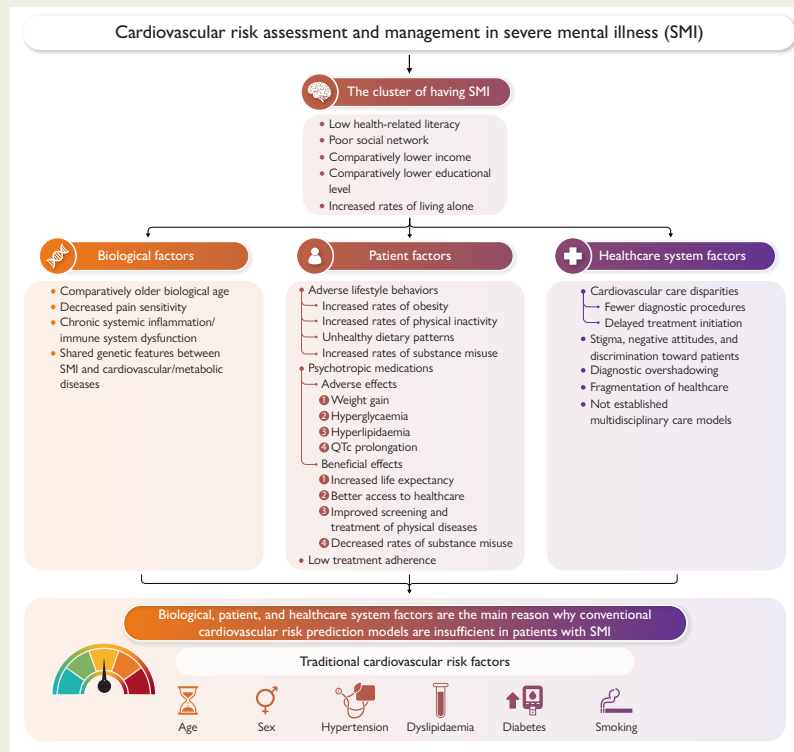 Cardiovascular risk assessment and management in severe mental illness (SMI)
The cluster of having SMI
• Low health-related literacy
• Poor social network
• Comparatively lower income
• Comparatively lower educational
level
• Increased rates of living alone
Biological factors
• Comparatively older biological age
• Decreased pain sensitivity
• Chronic systemic inflammation/
immune system dysfunction
• Shared genetic features between
SMI and cardiovascular/metabolic
diseases
Patient factors
• Adverse lifestyle behaviors
• Increased rates of obesity
• Increased rates of physical inactivity
• Unhealthy dietary patterns
• Increased rates of substance misuse
• Psychotropic medications
• Adverse effects
1 Weight gain
2 Hyperglycaemia
3 Hyperlipidaemia
4 QTc prolongation
• Beneficial effects
1 Increased life expectancy
2 Better access to healthcare
3 Improved screening and
treatment of physical diseases
4 Decreased rates of substance misuse
• Low treatment adherence
Healthcare system factors
• Cardiovascular care disparities
• Fewer diagnostic procedures
• Delayed treatment initiation
• Stigma, negative attitudes, and
discrimination toward patients
• Diagnostic overshadowing
• Fragmentation of healthcare
• Not established
multidisciplinary care models
Biological, patient, and healthcare system factors are the main reason why conventional
cardiovascular risk prediction models are insufficient in patients with SMI
Traditional cardiovascular risk factors
Age
Sex
Hypertension
Dyslipidaemia
Diabetes
Smoking